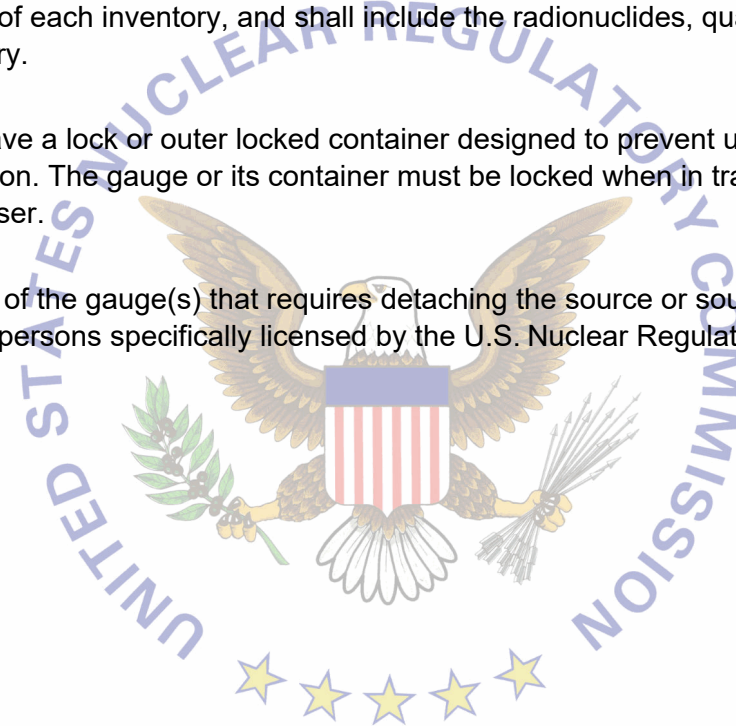 of each inventory, and shall include the radionuclides, qua
ry.
ave a lock or outer locked container designed to prevent u
on. The gauge or its container must be locked when in tra
ser.
of the gauge(s) that requires detaching the source or sou
persons specifically licensed by the U.S. Nuclear Regulat
UNITED STATES NUCLEAR REGULATORY COMMISSION